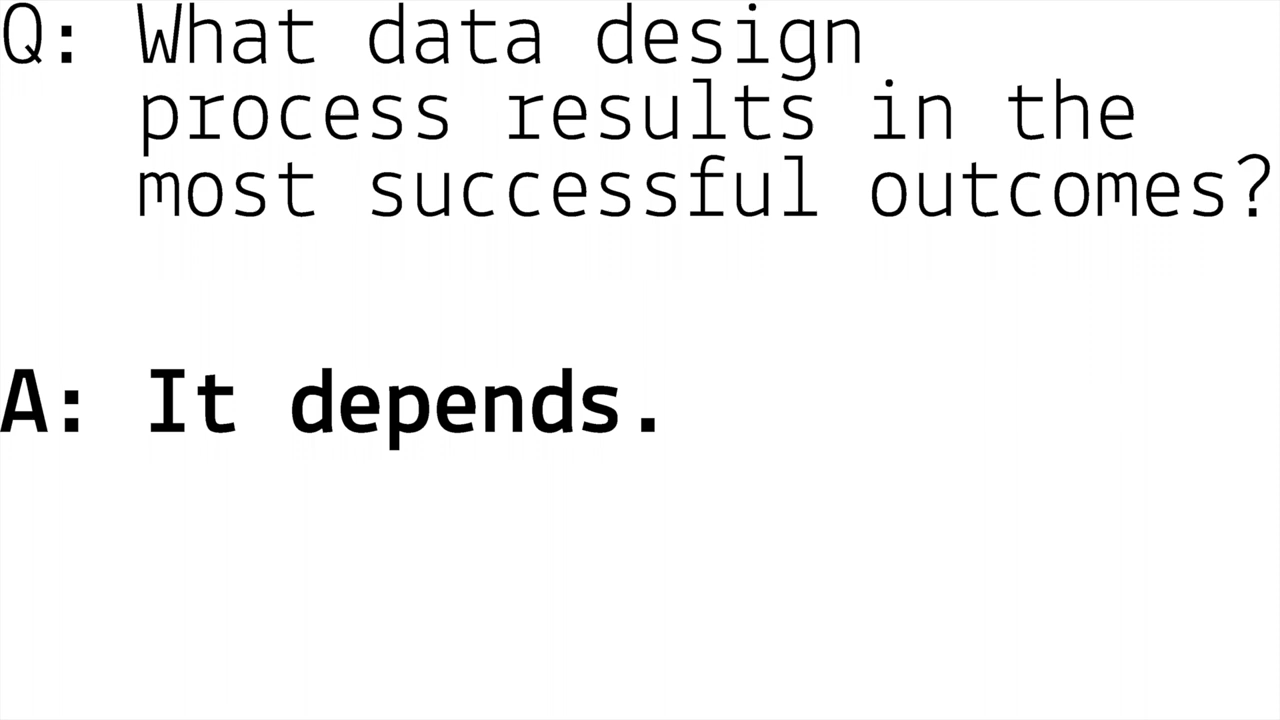 Q: What data design
process results in the
most successful outcomes?
A: It depends.